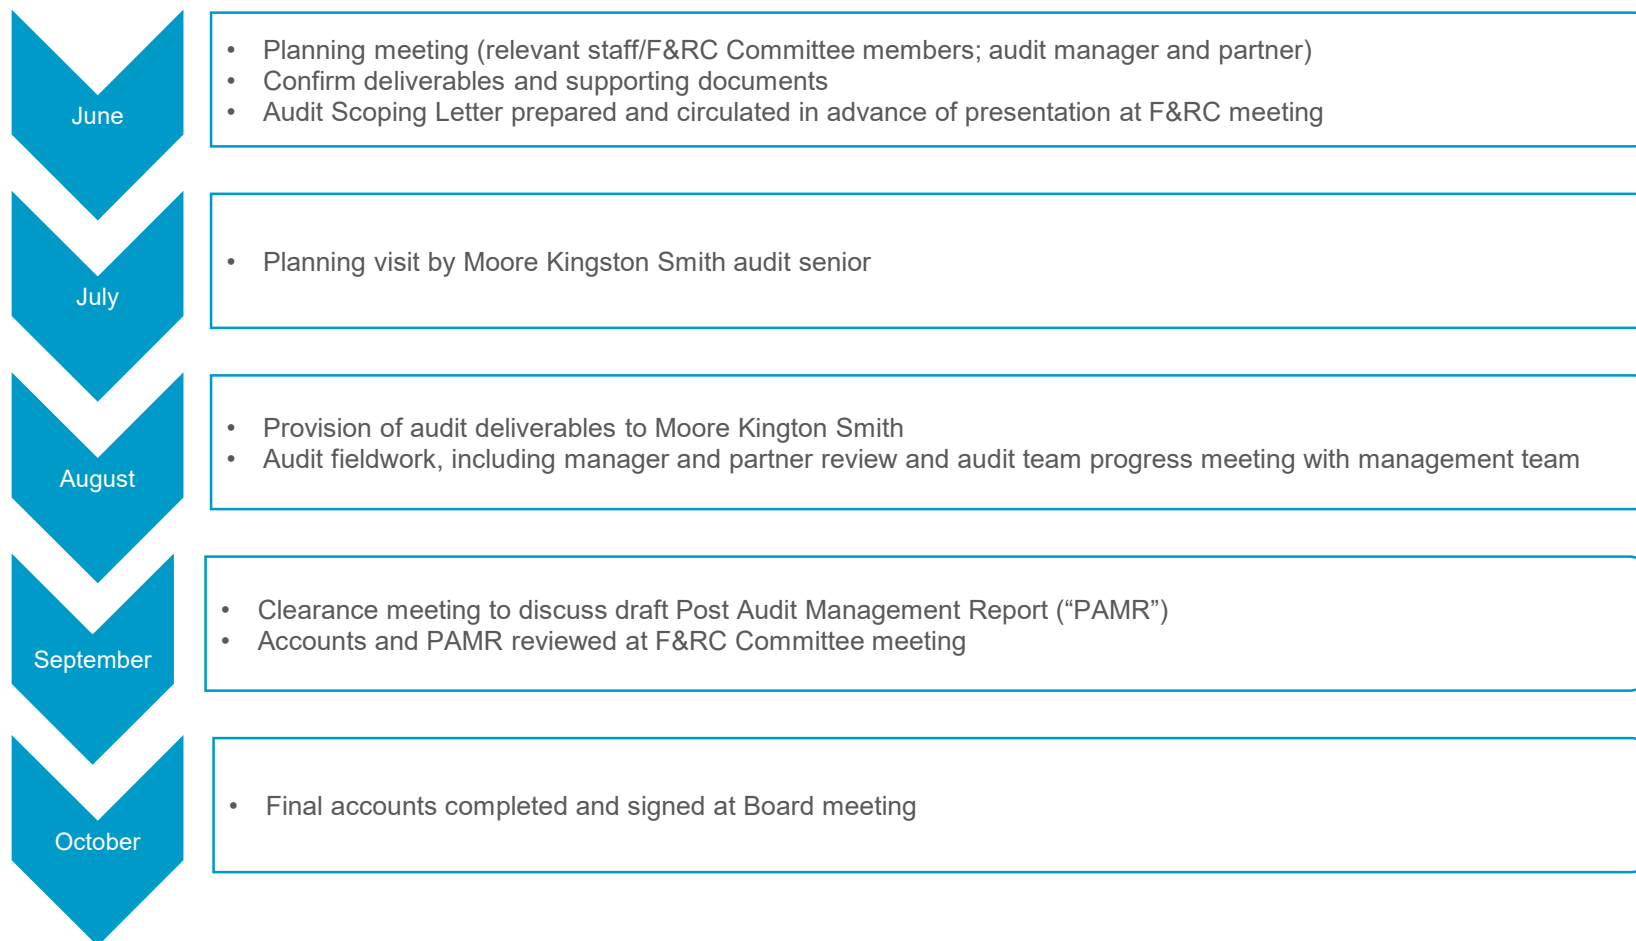 June
• Planning meeting (relevant staff/F&RC Committee members; audit manager and partner)
• Confirm deliverables and supporting documents
• Audit Scoping Letter prepared and circulated in advance of presentation at F&RC meeting
July
• Planning visit by Moore Kingston Smith audit senior
August
• Provision of audit deliverables to Moore Kington Smith
• Audit fieldwork, including manager and partner review and audit team progress meeting with management team
September
• Clearance meeting to discuss draft Post Audit Management Report (“PAMR”)
• Accounts and PAMR reviewed at F&RC Committee meeting
October
• Final accounts completed and signed at Board meeting